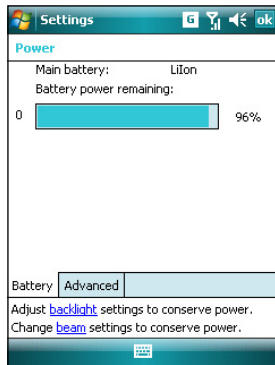 Settings
G
ok
Power
Main battery: LiIon
Battery power remaining:
0 96%
Battery Advanced
Adjust backlight settings to conserve power.
Change beam settings to conserve power.